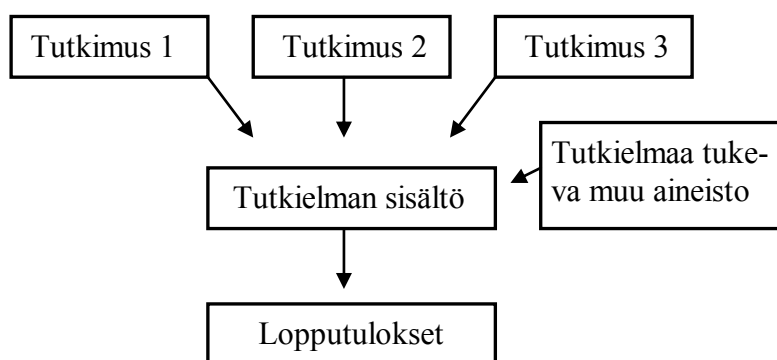 Tutkimus 1
Tutkimus 2
Tutkimus 3
Tutkielmaa tuke-
va muu aineisto
Tutkielman sisältö
Lopputulokset